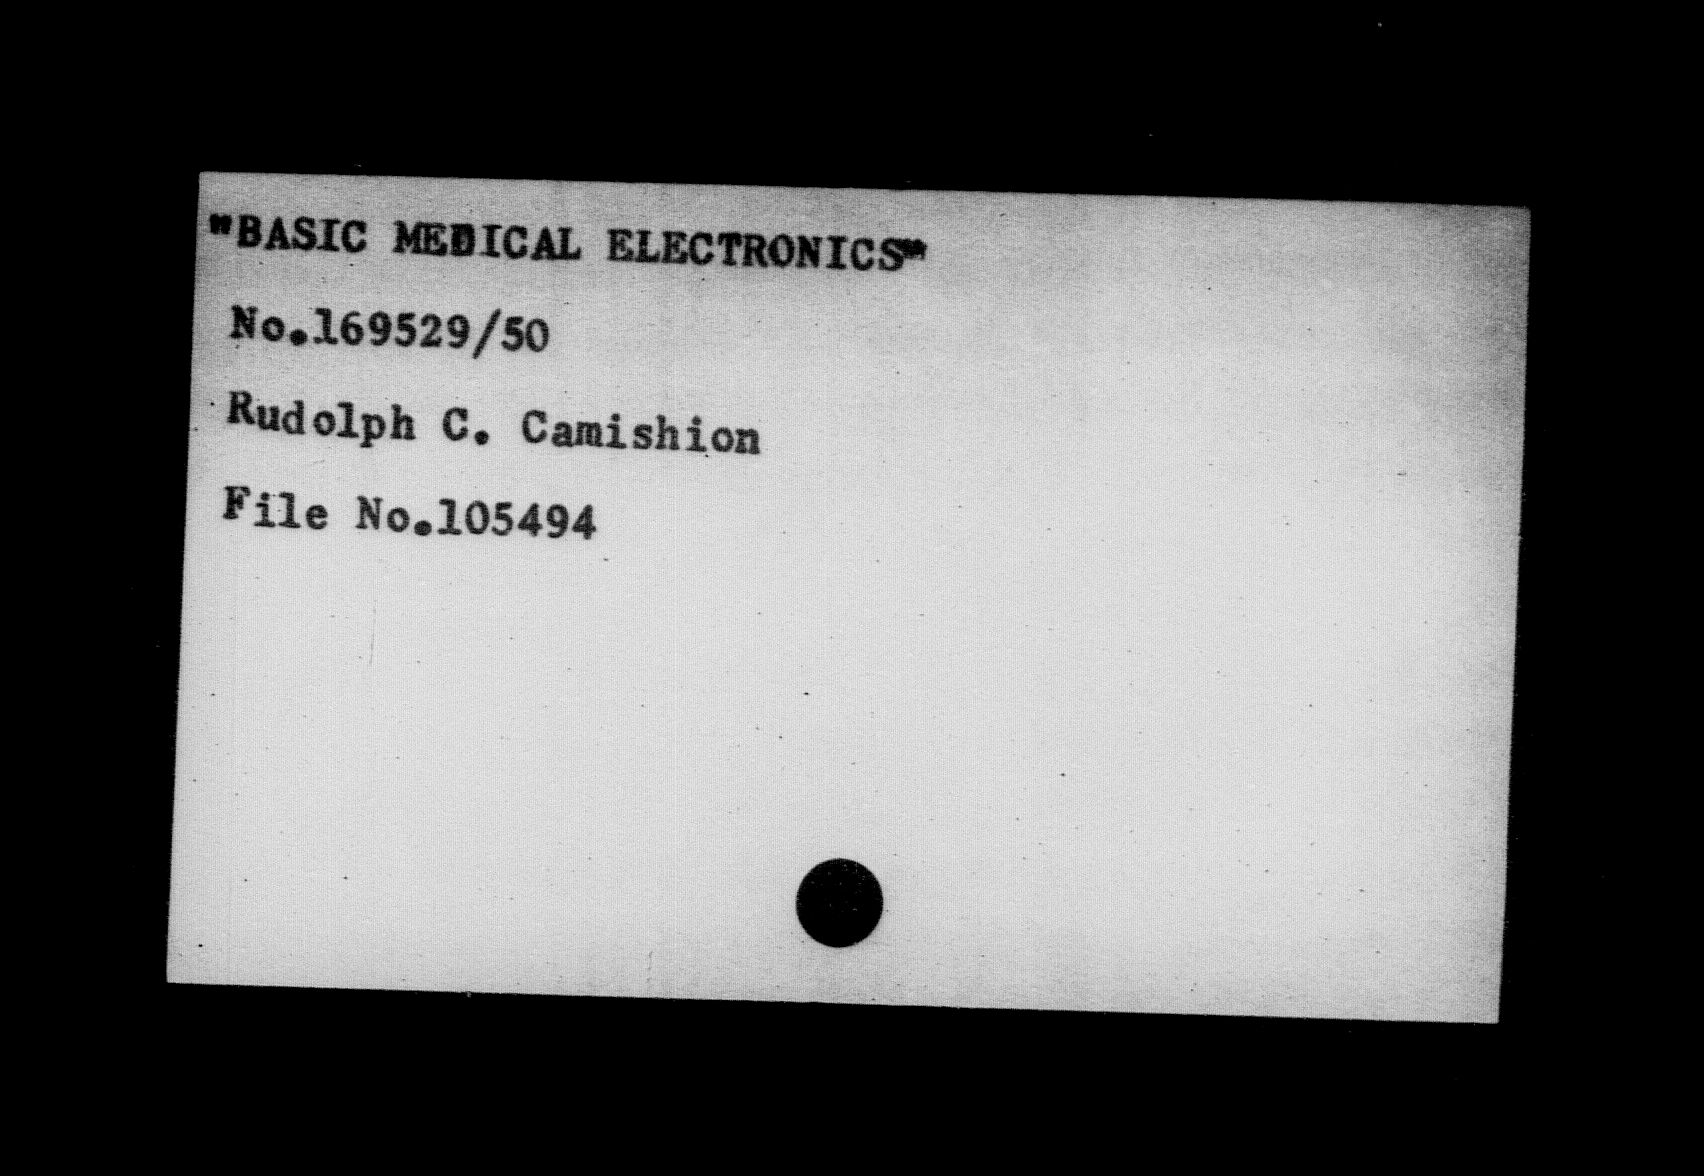 "BASIC MEDICAL ELECTRONICS"
No.169529/50
Rudolph C. Camishion
File No.105494